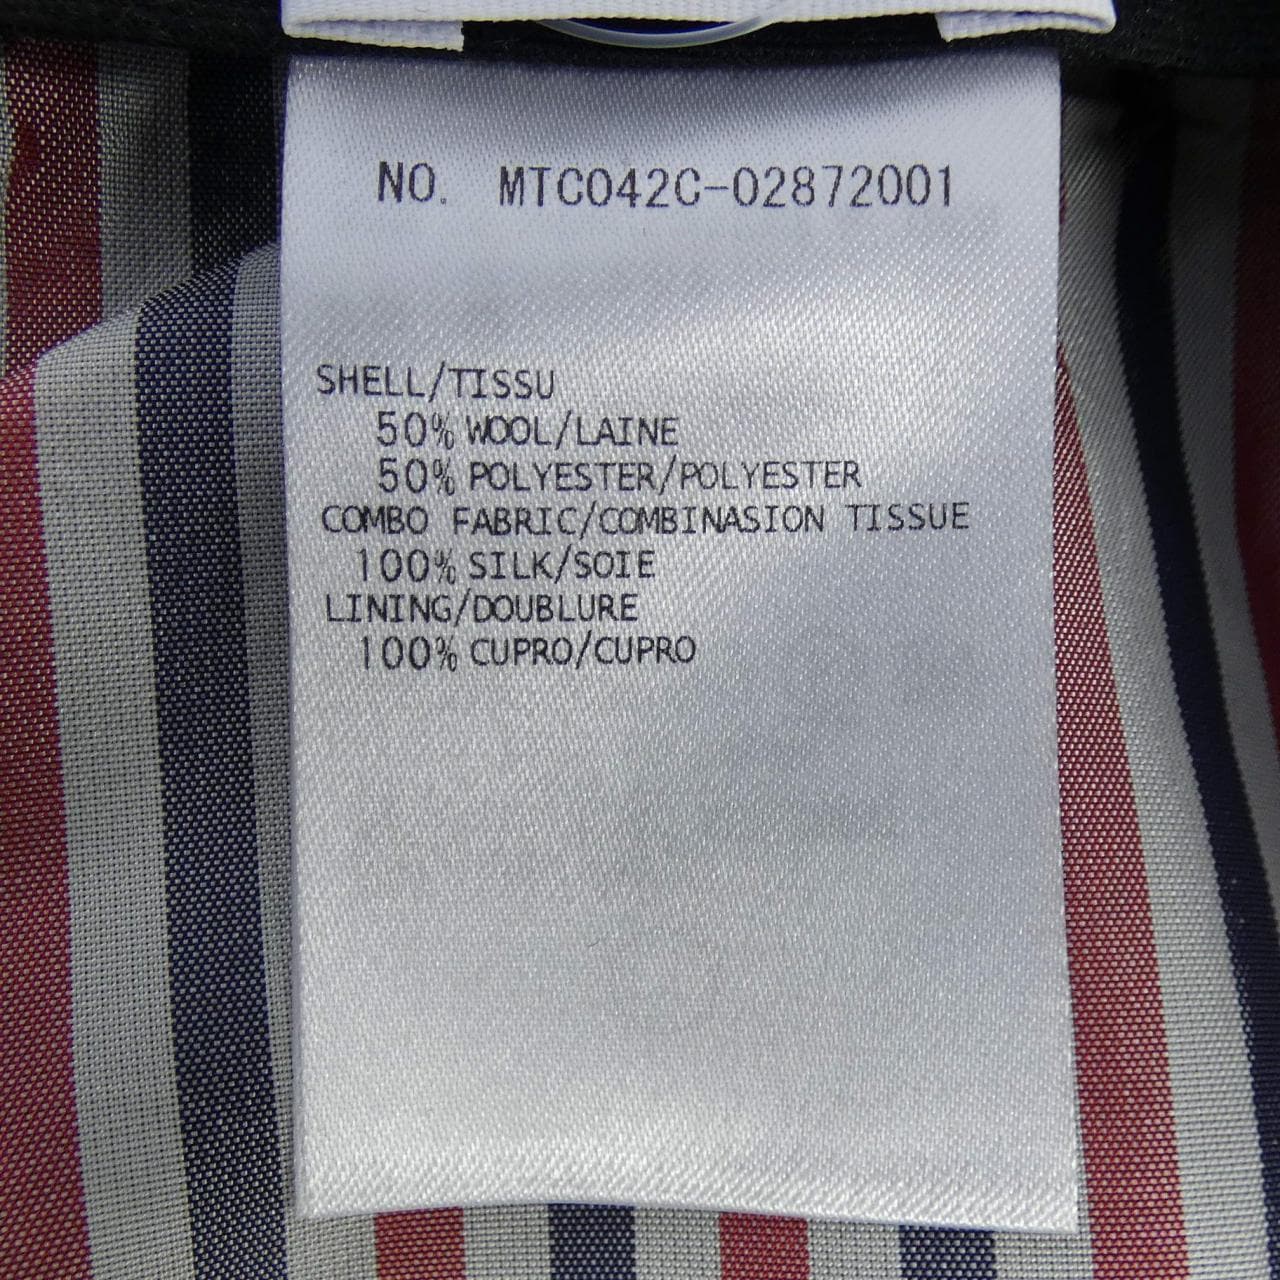 NO. MTC042C-02872001
SHELL/TISSU
50% WOOL/LAINE
50% POLYESTER/POLYESTER
COMBO FABRIC/COMBINASION TISSUE
100% SILK/SOIE
LINING/DOUBLURE
100% CUPRO/CUPRO